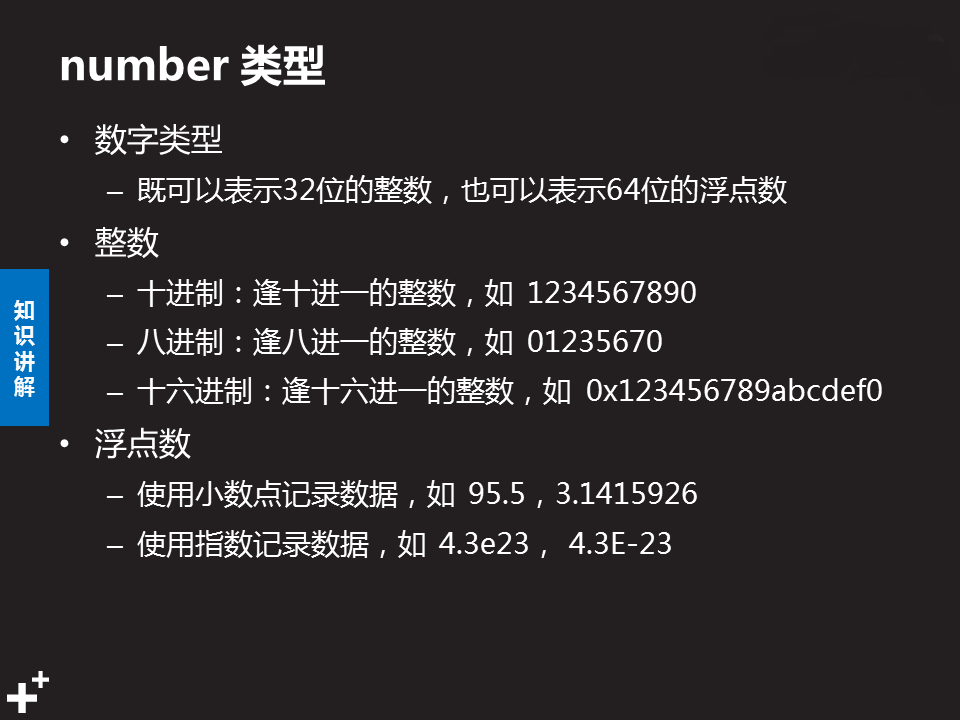 number 类型
• 数字类型
– 既可以表示32位的整数，也可以表示64位的浮点数
• 整数
– 十进制：逢十进一的整数，如 1234567890
– 八进制：逢八进一的整数，如 01235670
– 十六进制：逢十六进一的整数，如 0x123456789abcdef0
• 浮点数
– 使用小数点记录数据，如 95.5，3.1415926
– 使用指数记录数据，如 4.3e23， 4.3E-23
知识讲解